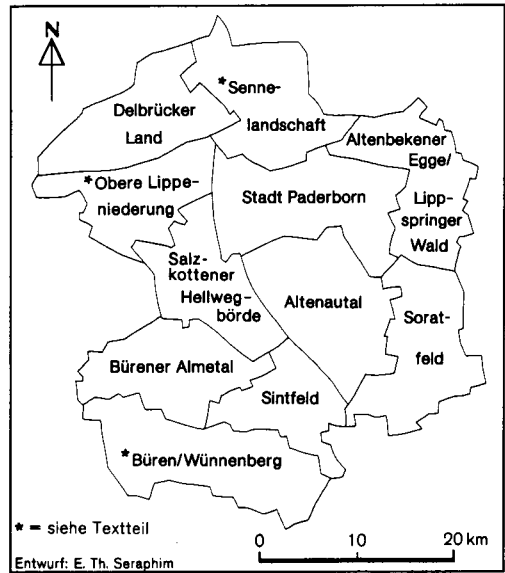 N
*Senne-
landschaft
Delbrücker
Land
Altenbekener
Egge/
Lipp-
springer
Wald
*Obere Lippe-
niederung
Stadt Paderborn
Salz-
kottener
Hellweg-
börde
Altenautal
Sorat-
feld
Bürener Almetal
Sintfeld
*Büren/Wünnenberg
* = siehe Textteil
0 10 20 km
Entwurf: E. Th. Seraphim